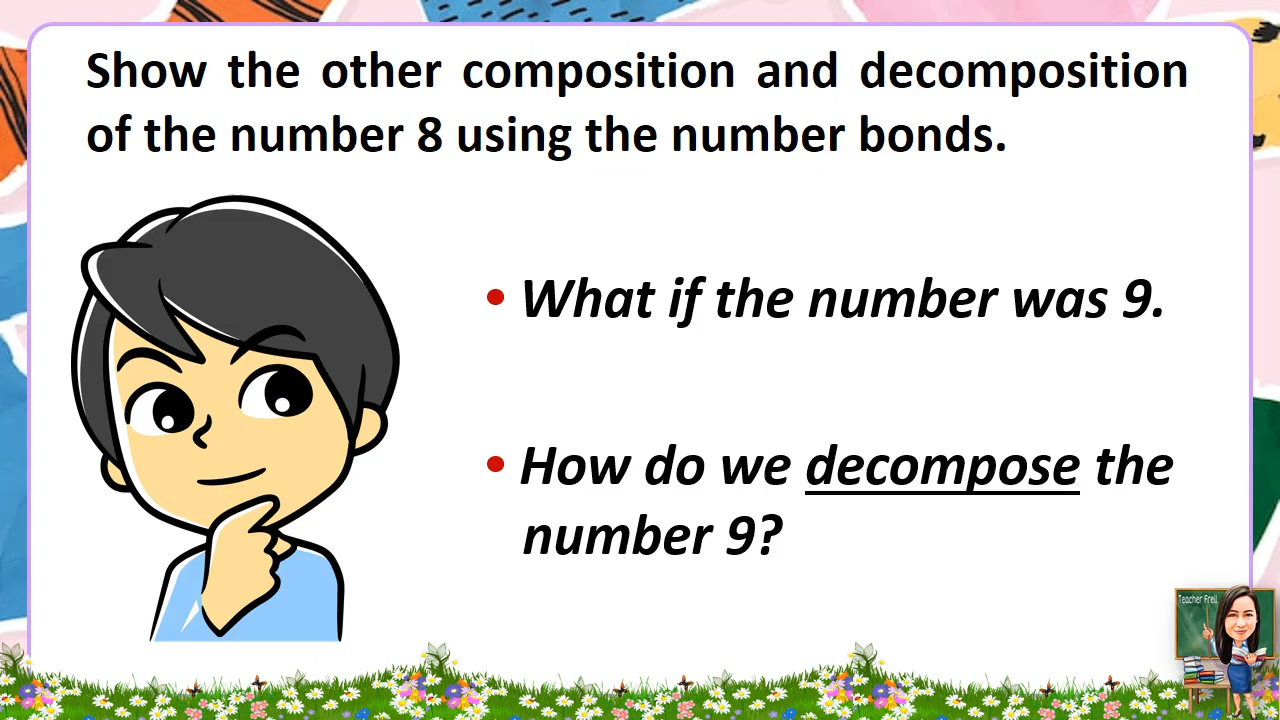 Show the other composition and decomposition
of the number 8 using the number bonds.
• What if the number was 9.
• How do we decompose the
number 9?
Teacher Frell